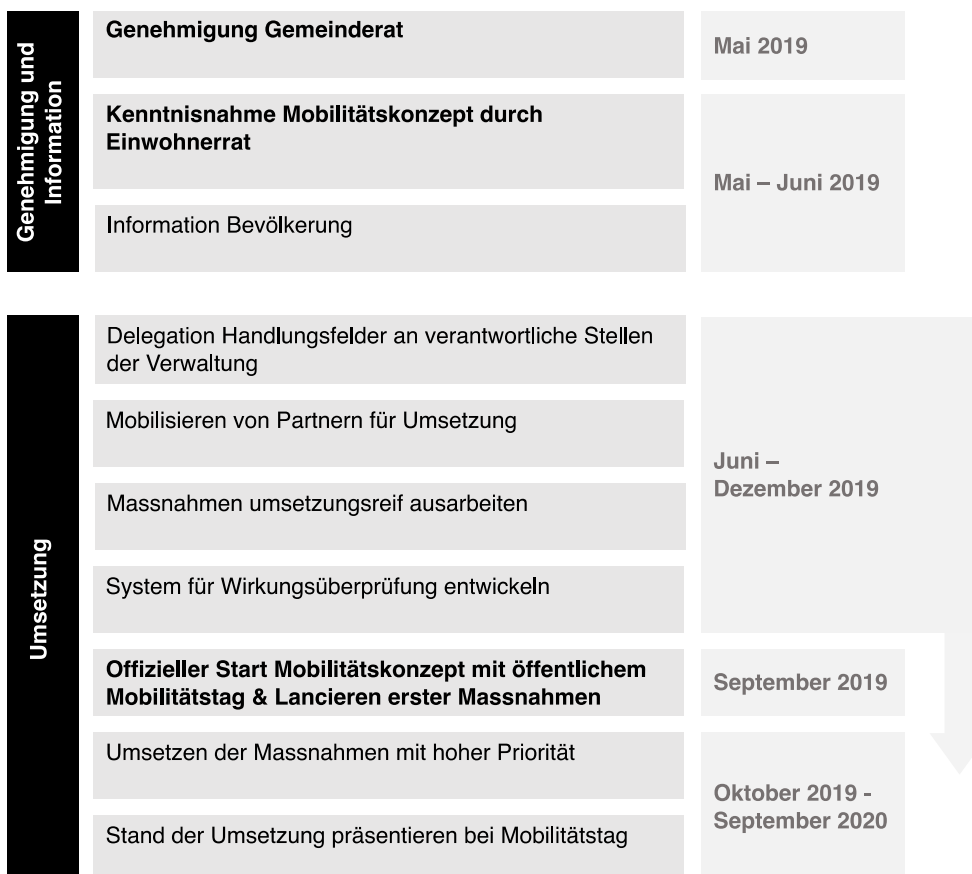 Genehmigung und
Information
Genehmigung Gemeinderat
Mai 2019
Kenntnisnahme Mobilitätskonzept durch
Einwohnerrat
Information Bevölkerung
Mai – Juni 2019
Umsetzung
Delegation Handlungsfelder an verantwortliche Stellen
der Verwaltung
Mobilisieren von Partnern für Umsetzung
Massnahmen umsetzungsreif ausarbeiten
System für Wirkungsüberprüfung entwickeln
Juni –
Dezember 2019
Offizieller Start Mobilitätskonzept mit öffentlichem
Mobilitätstag & Lancieren erster Massnahmen
September 2019
Umsetzen der Massnahmen mit hoher Priorität
Stand der Umsetzung präsentieren bei Mobilitätstag
Oktober 2019 -
September 2020